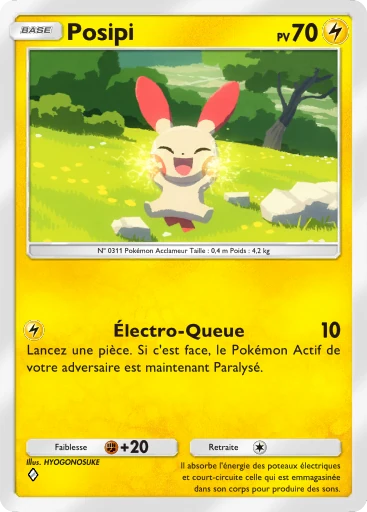 BASE Posipi PV 70
N° 0311 Pokémon Acclameur Taille : 0,4 m Poids : 4,2 kg
Électro-Queue 10
Lancez une pièce. Si c'est face, le Pokémon Actif de
votre adversaire est maintenant Paralysé.
Faiblesse +20 Retraite
Illus. HYOGONOSUKE
Il absorbe l'énergie des poteaux électriques
et court-circuite celle qui est emmagasinée
dans son corps pour produire des sons.